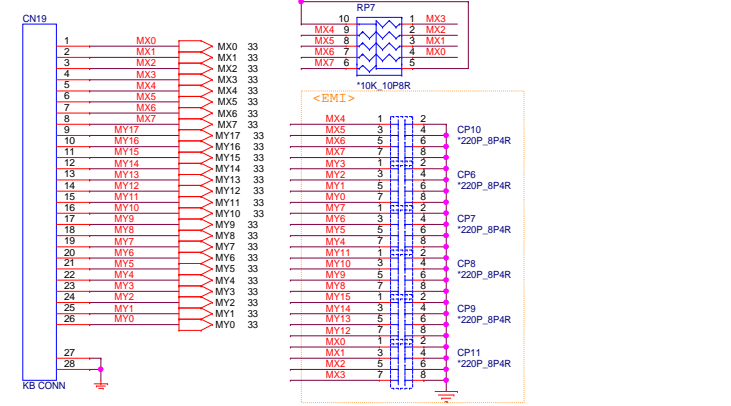 CN19
1 MX0 MX0 33
2 MX1 MX1 33
3 MX2 MX2 33
4 MX3 MX3 33
5 MX4 MX4 33
6 MX5 MX5 33
7 MX6 MX6 33
8 MX7 MX7 33
9 MY17 MY17 33
10 MY16 MY16 33
11 MY15 MY15 33
12 MY14 MY14 33
13 MY13 MY13 33
14 MY12 MY12 33
15 MY11 MY11 33
16 MY10 MY10 33
17 MY9 MY9 33
18 MY8 MY8 33
19 MY7 MY7 33
20 MY6 MY6 33
21 MY5 MY5 33
22 MY4 MY4 33
23 MY3 MY3 33
24 MY2 MY2 33
25 MY1 MY1 33
26 MY0 MY0 33
27
28
KB CONN
RP7
10 1 MX3
MX4 9 2 MX2
MX5 8 3 MX1
MX6 7 4 MX0
MX7 6 5
*10K_10P8R
<EMI>
MX4 1 2
MX5 3 4
MX6 5 6
MX7 7 8
CP10
*220P_8P4R
MY3 1 2
MY2 3 4
MY1 5 6
MY0 7 8
CP6
*220P_8P4R
MY7 1 2
MY6 3 4
MY5 5 6
MY4 7 8
CP7
*220P_8P4R
MY11 1 2
MY10 3 4
MY9 5 6
MY8 7 8
CP8
*220P_8P4R
MY15 1 2
MY14 3 4
MY13 5 6
MY12 7 8
CP9
*220P_8P4R
MX0 1 2
MX1 3 4
MX2 5 6
MX3 7 8
CP11
*220P_8P4R